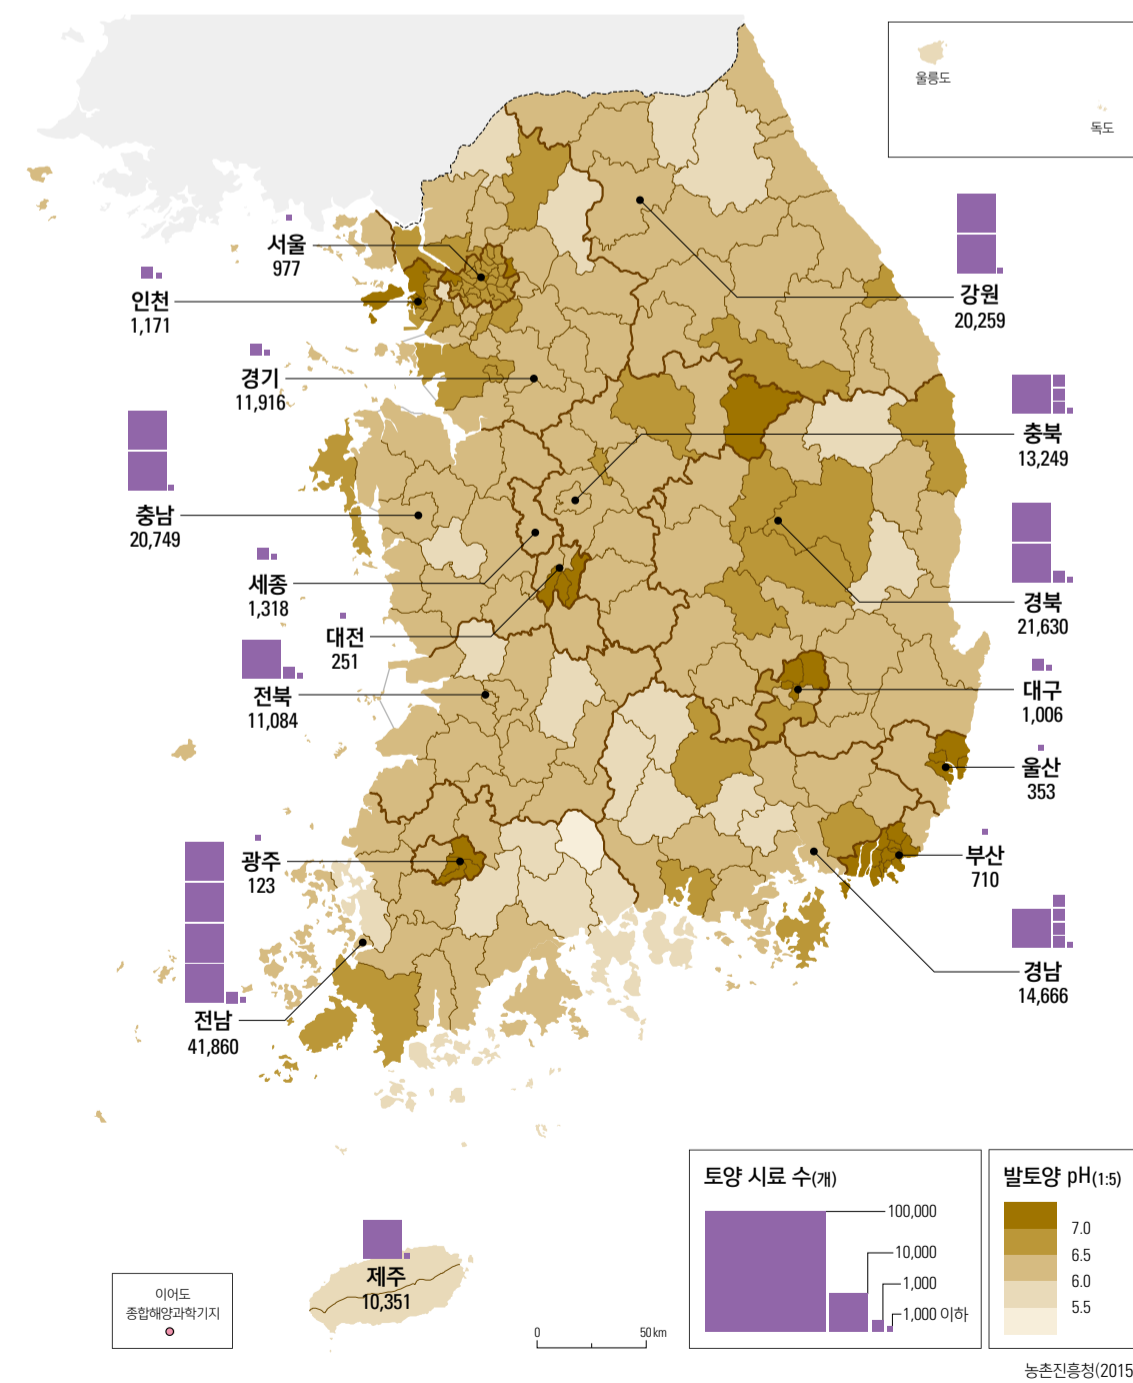 울릉도
독도
서울
977
인천
1,171
강원
20,259
경기
11,916
충북
13,249
충남
20,749
경북
21,630
세종
1,318
대전
251
대구
1,006
전북
11,084
울산
353
광주
123
부산
710
경남
14,666
전남
41,860
제주
10,351
이어도
종합해양과학기지
0 50 km
토양 시료 수(개)
100,000
10,000
1,000
1,000 이하
밭토양 pH(1:5)
7.0
6.5
6.0
5.5
농촌진흥청(2015